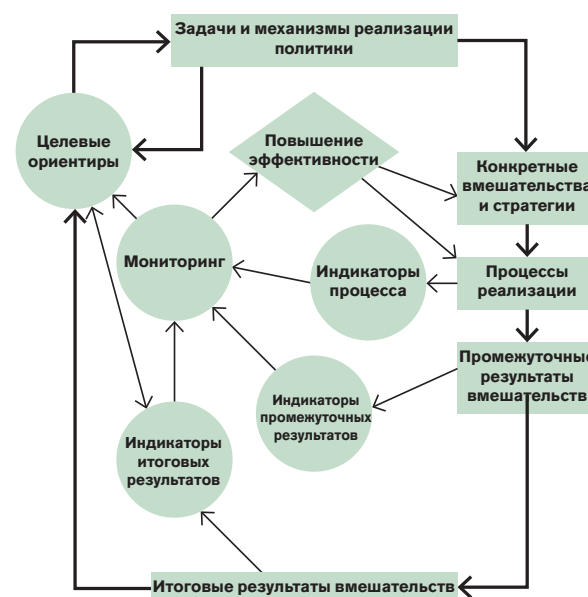 Задачи и механизмы реализации
политики
Целевые
ориентиры
Повышение
эффективности
Конкретные
вмешательства
и стратегии
Мониторинг
Индикаторы
процесса
Процессы
реализации
Промежуточные
результаты
вмешательств
Индикаторы
промежуточных
результатов
Индикаторы
итоговых
результатов
Итоговые результаты вмешательств